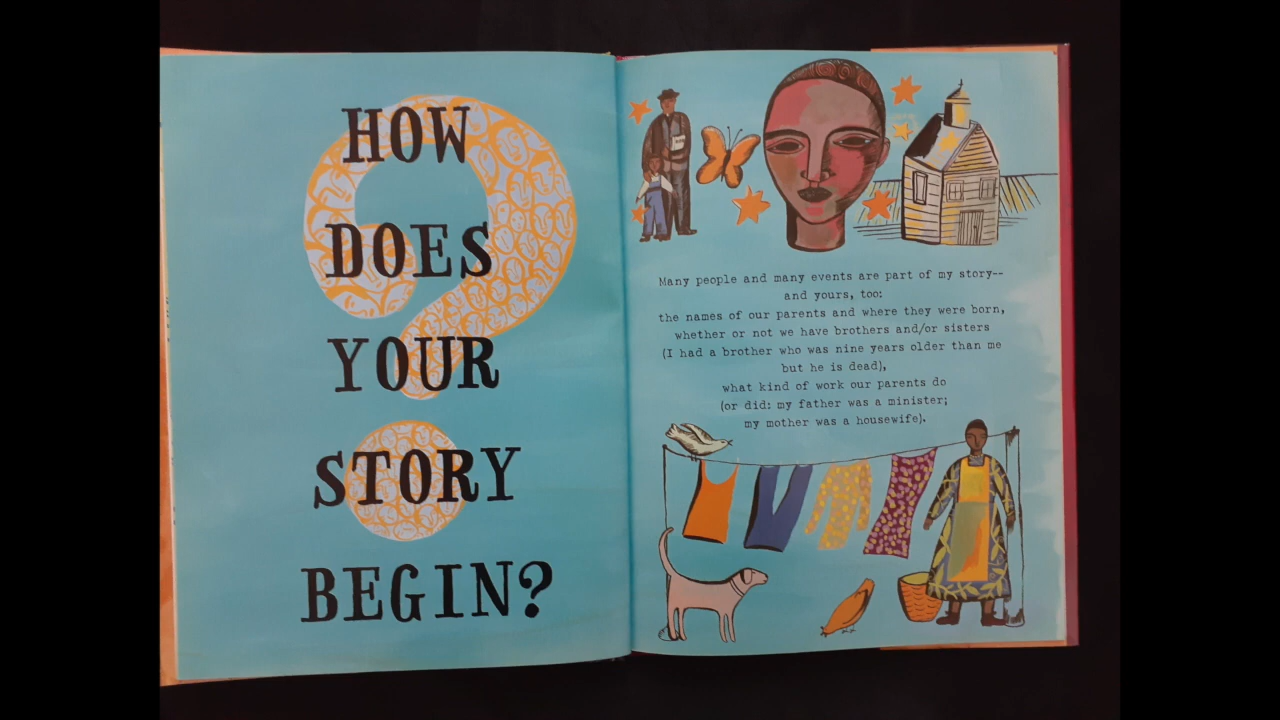 HOW
DOES
YOUR
STORY
BEGIN?
Many people and many events are part of my story--
and yours, too:
the names of our parents and where they were born,
whether or not we have brothers and/or sisters
(I had a brother who was nine years older than me
but he is dead),
what kind of work our parents do
(or did: my father was a minister;
my mother was a housewife).